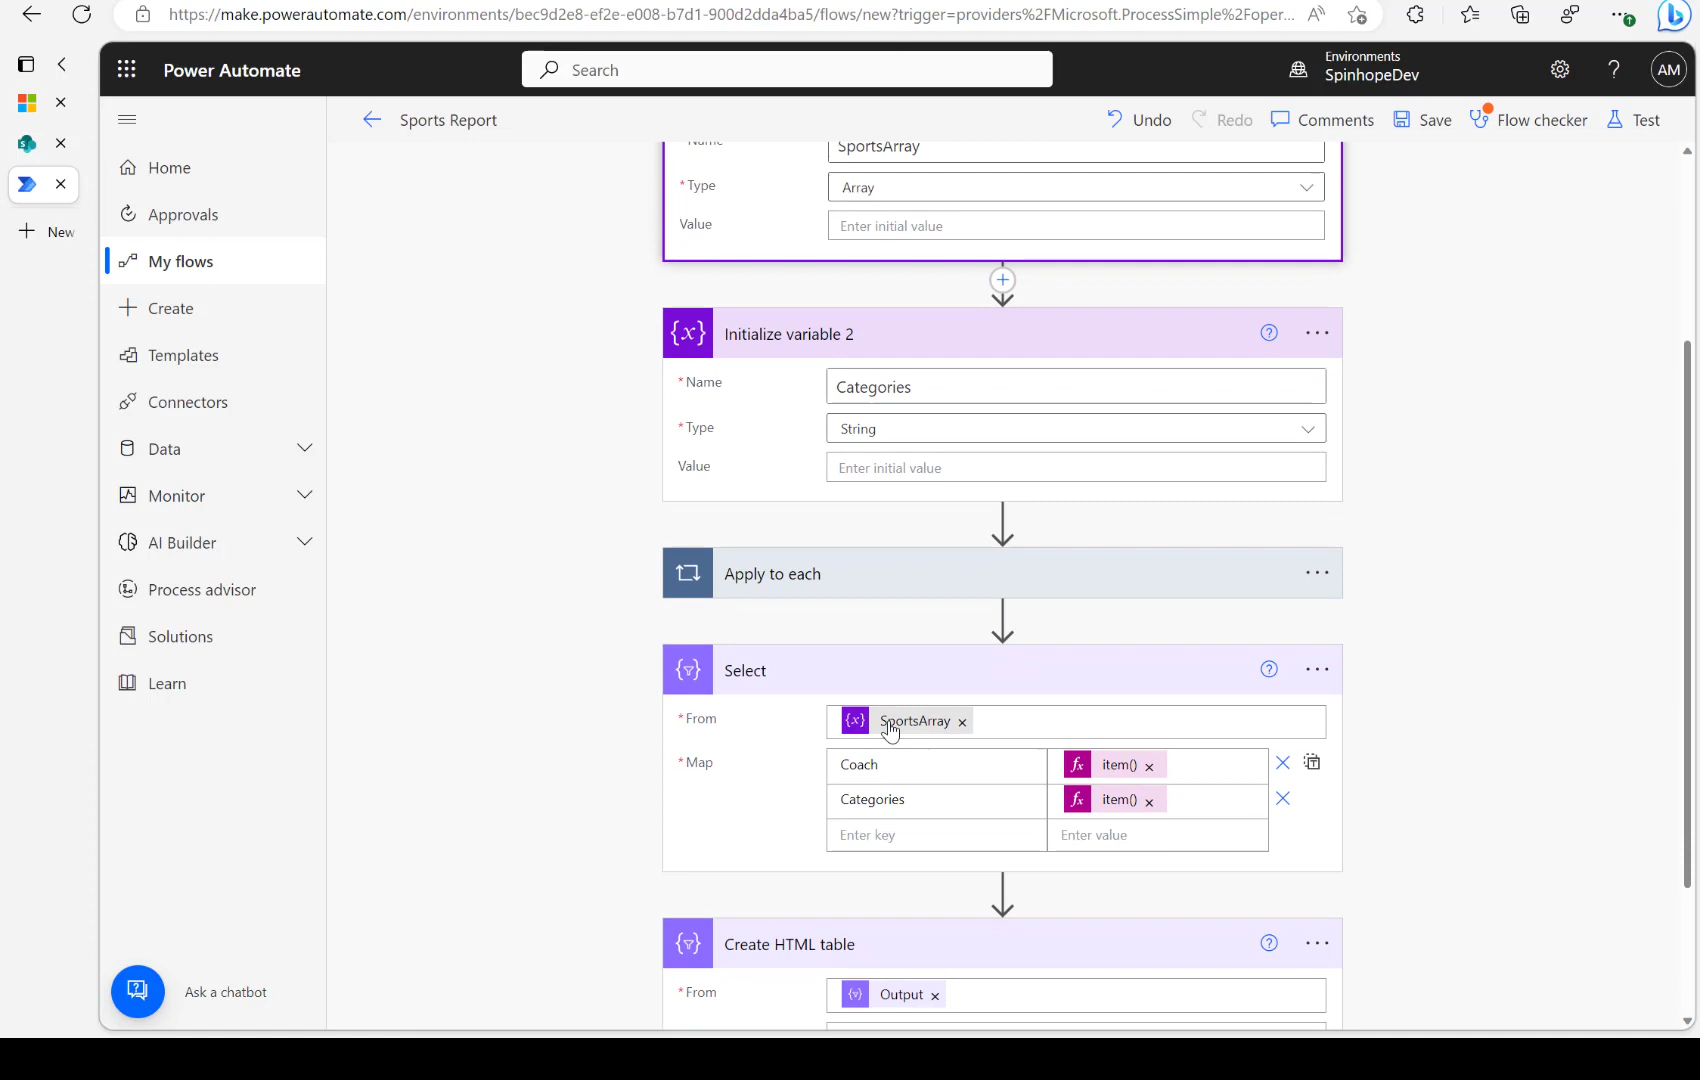 https://make.powerautomate.com/environments/bec9d2e8-ef2e-e008-b7d1-900d2dda4ba5/flows/new?trigger=providers%2FMicrosoft.ProcessSimple%2Foper...
Power Automate
Search
Environments
SpinhopeDev
?
AM
New
Sports Report
Undo
Redo
Comments
Save
Flow checker
Test
Home
Approvals
My flows
Create
Templates
Connectors
Data
Monitor
AI Builder
Process advisor
Solutions
Learn
Ask a chatbot
Name
SportsArray
* Type
Array
Value
Enter initial value
{x} Initialize variable 2
* Name
Categories
* Type
String
Value
Enter initial value
Apply to each
Select
* From
{x} SportsArray
* Map
Coach
fx item()
Categories
fx item()
Enter key
Enter value
Create HTML table
* From
Output